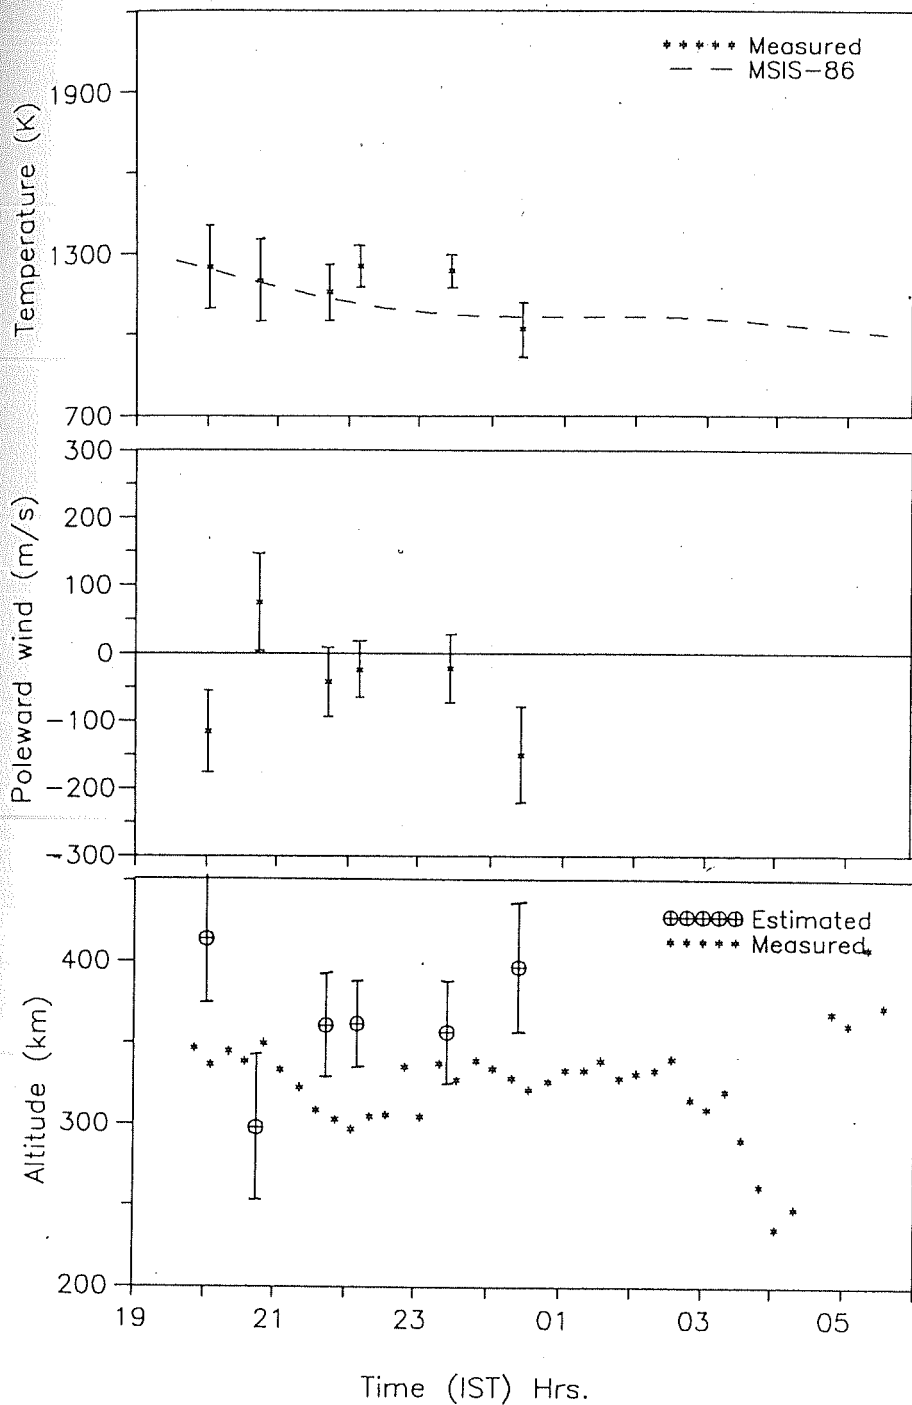 ***** Measured
— — MSIS-86
1900
1300
700
Temperature (K)
300
200
100
0
-100
-200
-300
Poleward wind (m/s)
⊕⊕⊕⊕⊕ Estimated
***** Measured
400
300
200
Altitude (km)
19 21 23 01 03 05
Time (IST) Hrs.